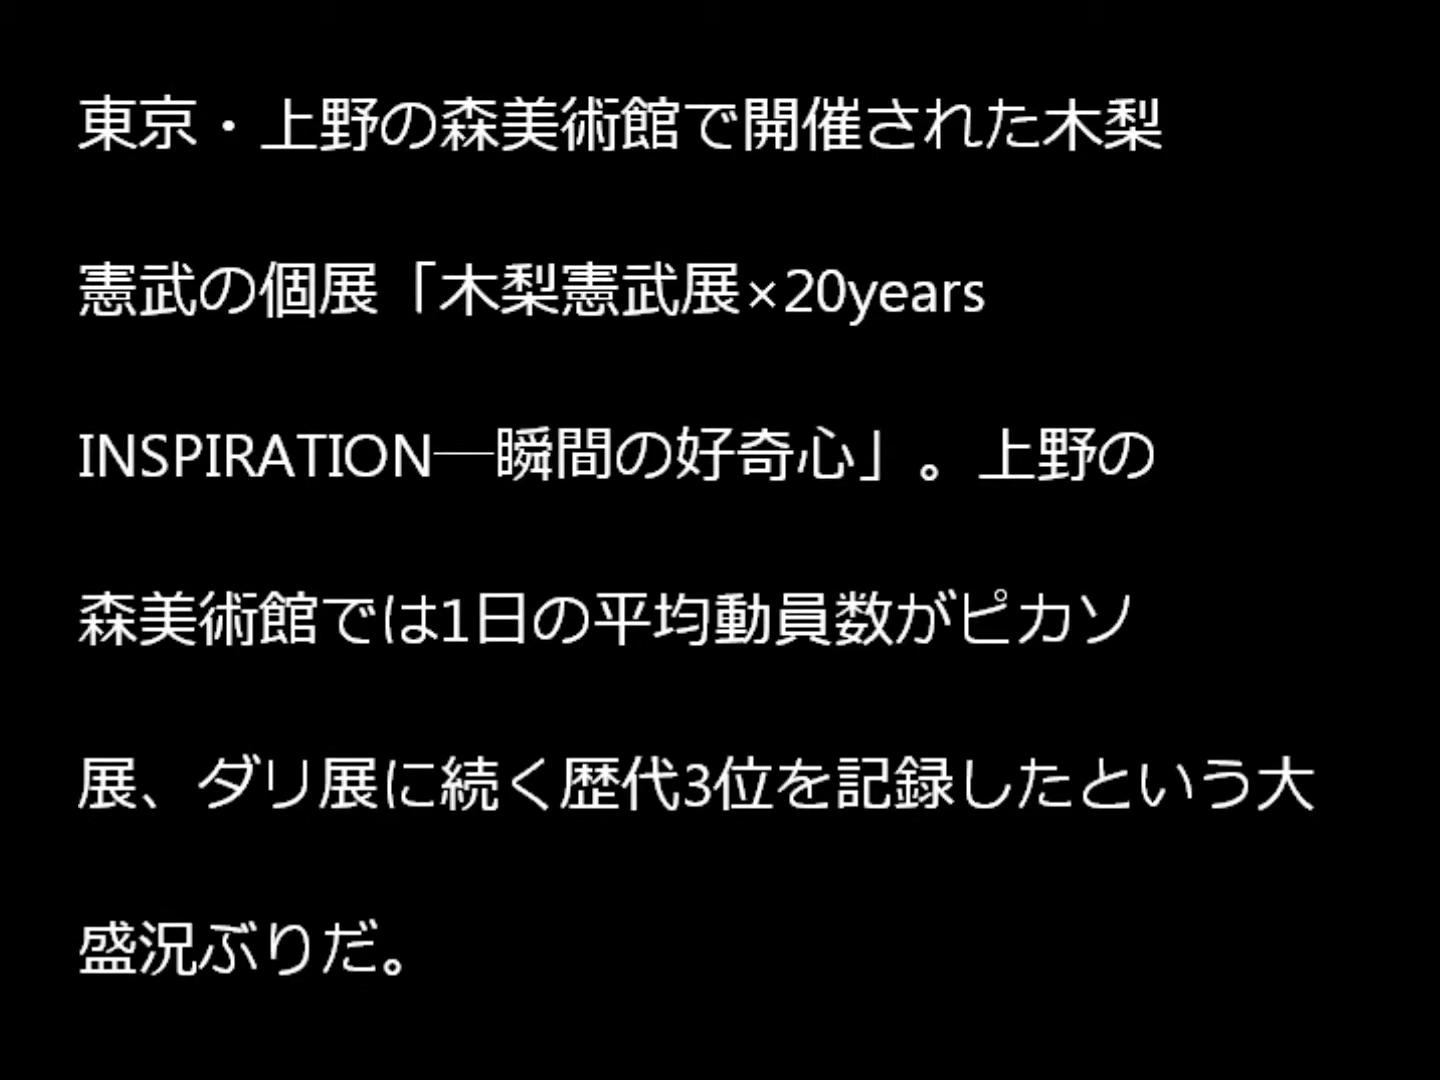 東京・上野の森美術館で開催された木梨
憲武の個展「木梨憲武展×20years
INSPIRATION―瞬間の好奇心」。上野の
森美術館では1日の平均動員数がピカソ
展、ダリ展に続く歴代3位を記録したという大
盛況ぶりだ。